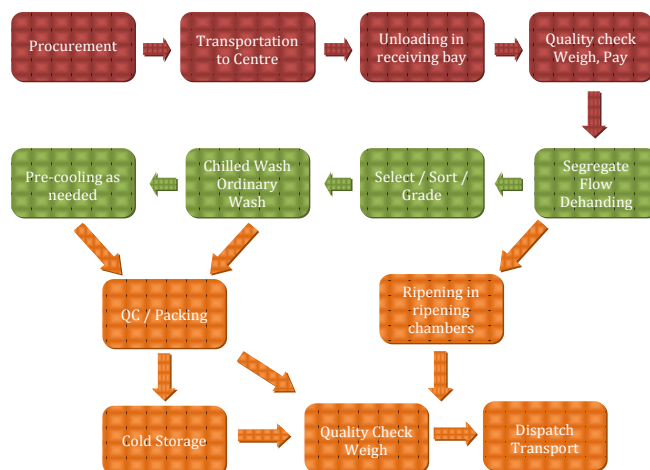 Procurement
Transportation
to Centre
Unloading in
receiving bay
Quality check
Weigh, Pay
Pre-cooling as
needed
Chilled Wash
Ordinary
Wash
Select / Sort /
Grade
Segregate
Flow
Dehanding
QC / Packing
Ripening in
ripening
chambers
Cold Storage
Quality Check
Weigh
Dispatch
Transport